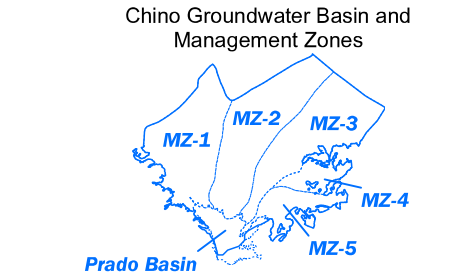 Chino Groundwater Basin and
Management Zones
MZ-1
MZ-2
MZ-3
MZ-4
MZ-5
Prado Basin